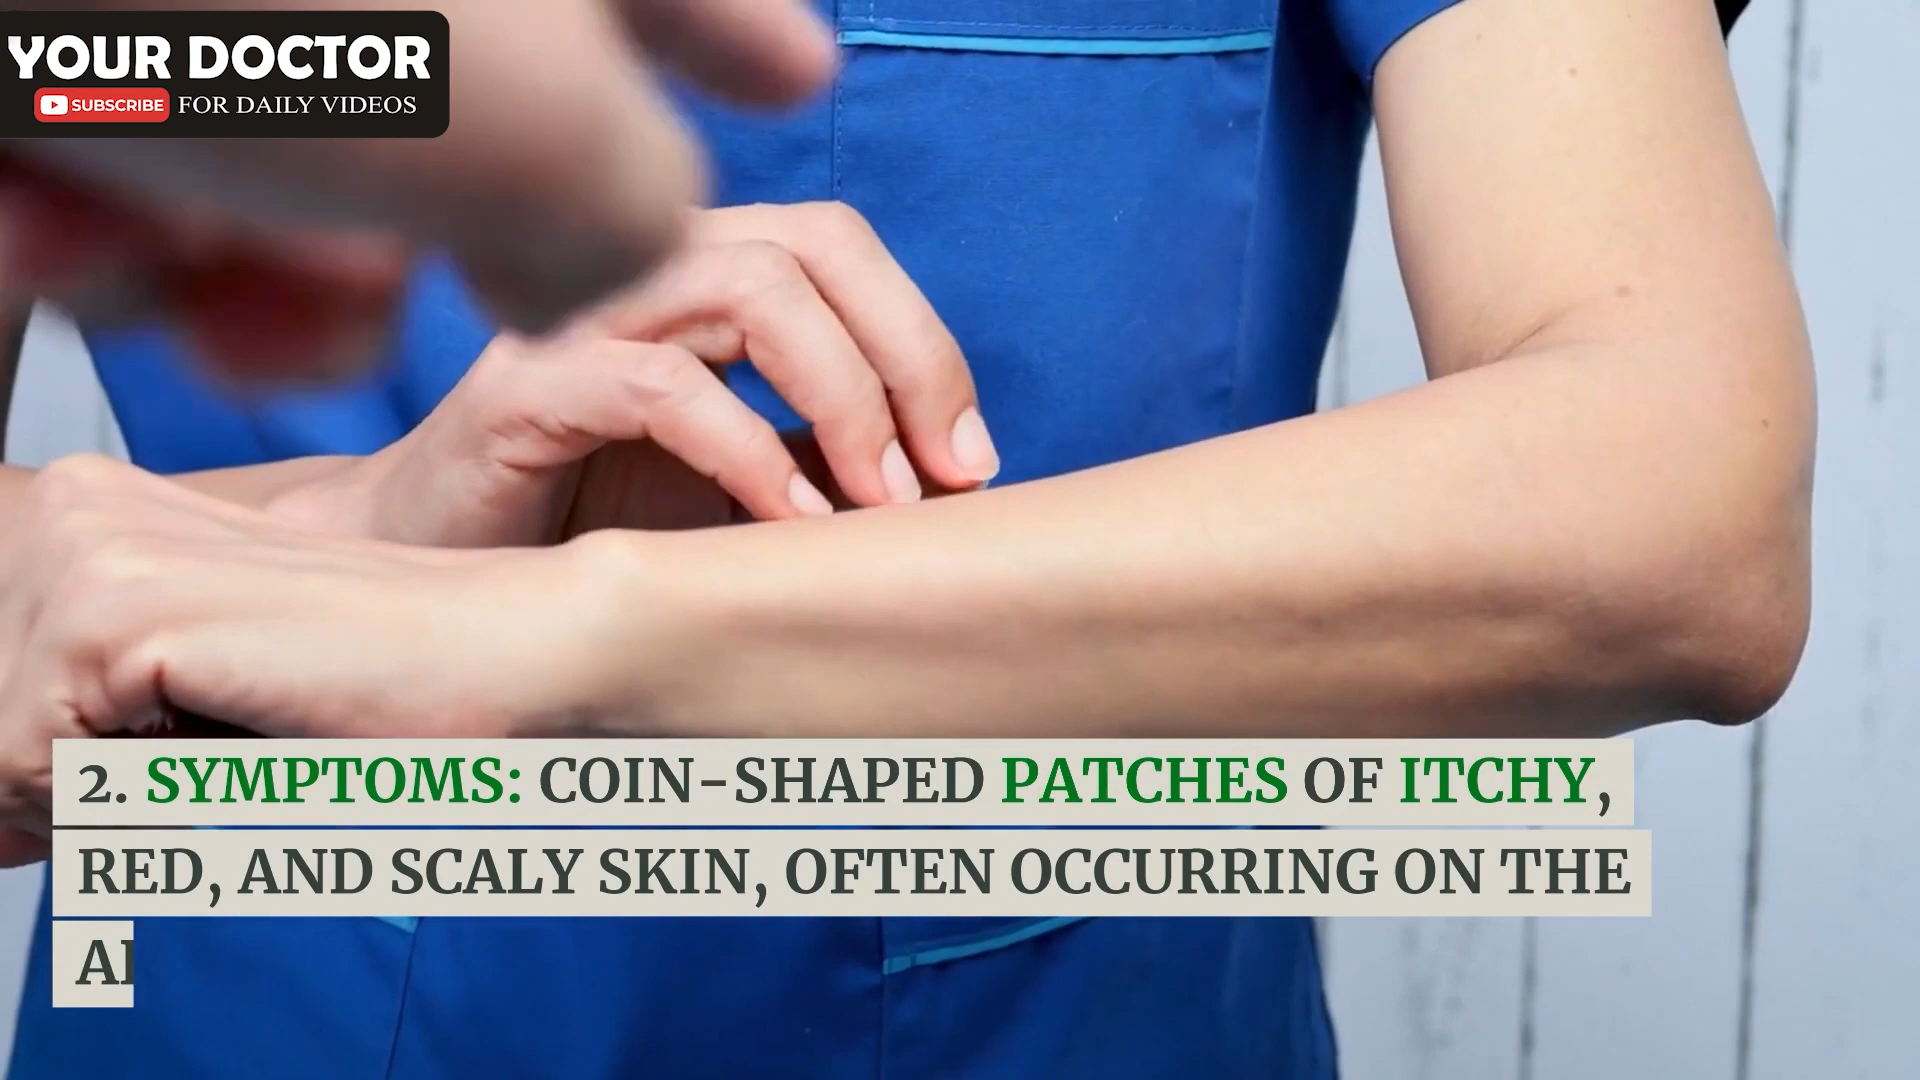 YOUR DOCTOR
SUBSCRIBE FOR DAILY VIDEOS
2. SYMPTOMS: COIN-SHAPED PATCHES OF ITCHY,
RED, AND SCALY SKIN, OFTEN OCCURRING ON THE